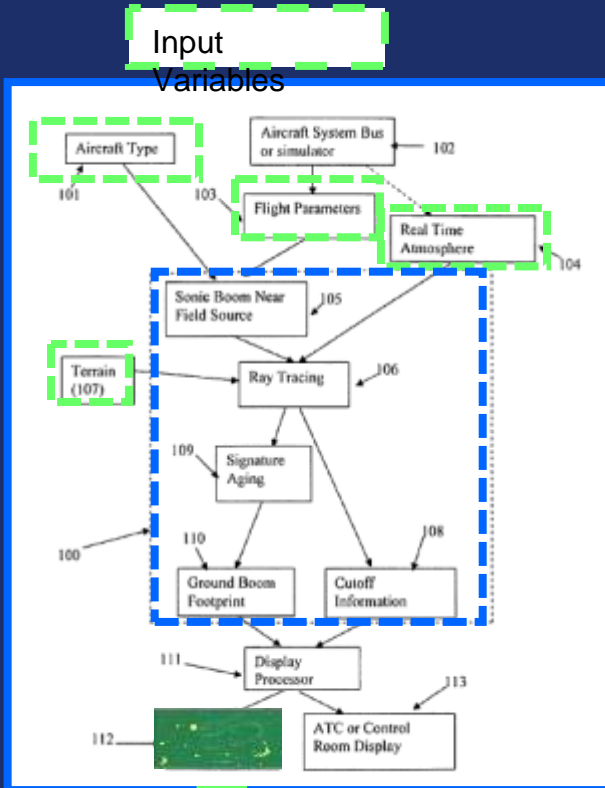 Input
Variables
Aircraft Type
101
Aircraft System Bus
or simulator
102
103
Flight Parameters
Real Time
Atmosphere
104
Sonic Boom Near
Field Source
105
Terrain
(107)
Ray Tracing
106
109
Signature
Aging
100
110
108
Ground Boom
Footprint
Cutoff
Information
111
Display
Processor
113
112
ATC or Control
Room Display